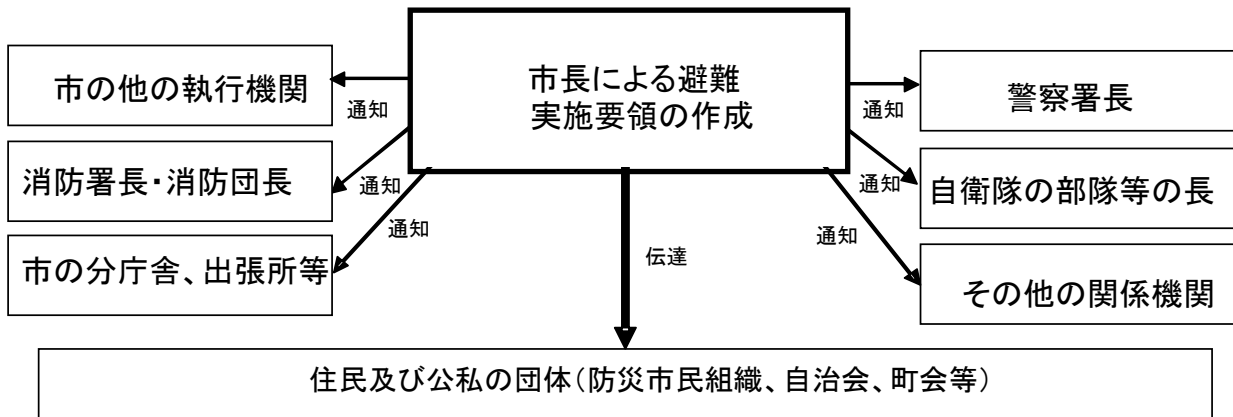 市長による避難
実施要領の作成
市の他の執行機関
通知
消防署長・消防団長
通知
市の分庁舎、出張所等
通知
警察署長
通知
自衛隊の部隊等の長
通知
その他の関係機関
通知
伝達
住民及び公私の団体(防災市民組織、自治会、町会等)